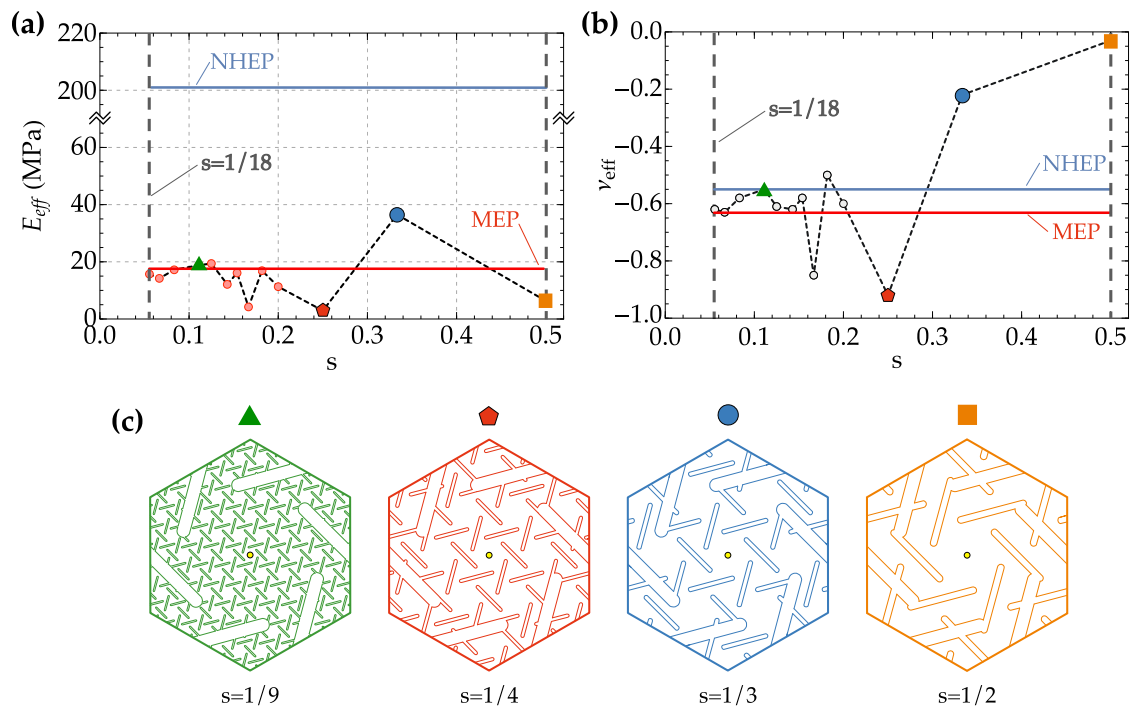 (a)
220
200
60
40
20
0
E_eff (MPa)
NHEP
s=1/18
MEP
0.0
0.1
0.2
0.3
0.4
0.5
s
(b)
0.0
−0.2
−0.4
−0.6
−0.8
−1.0
ν_eff
s=1/18
NHEP
MEP
0.0
0.1
0.2
0.3
0.4
0.5
s
(c)
s=1/9
s=1/4
s=1/3
s=1/2